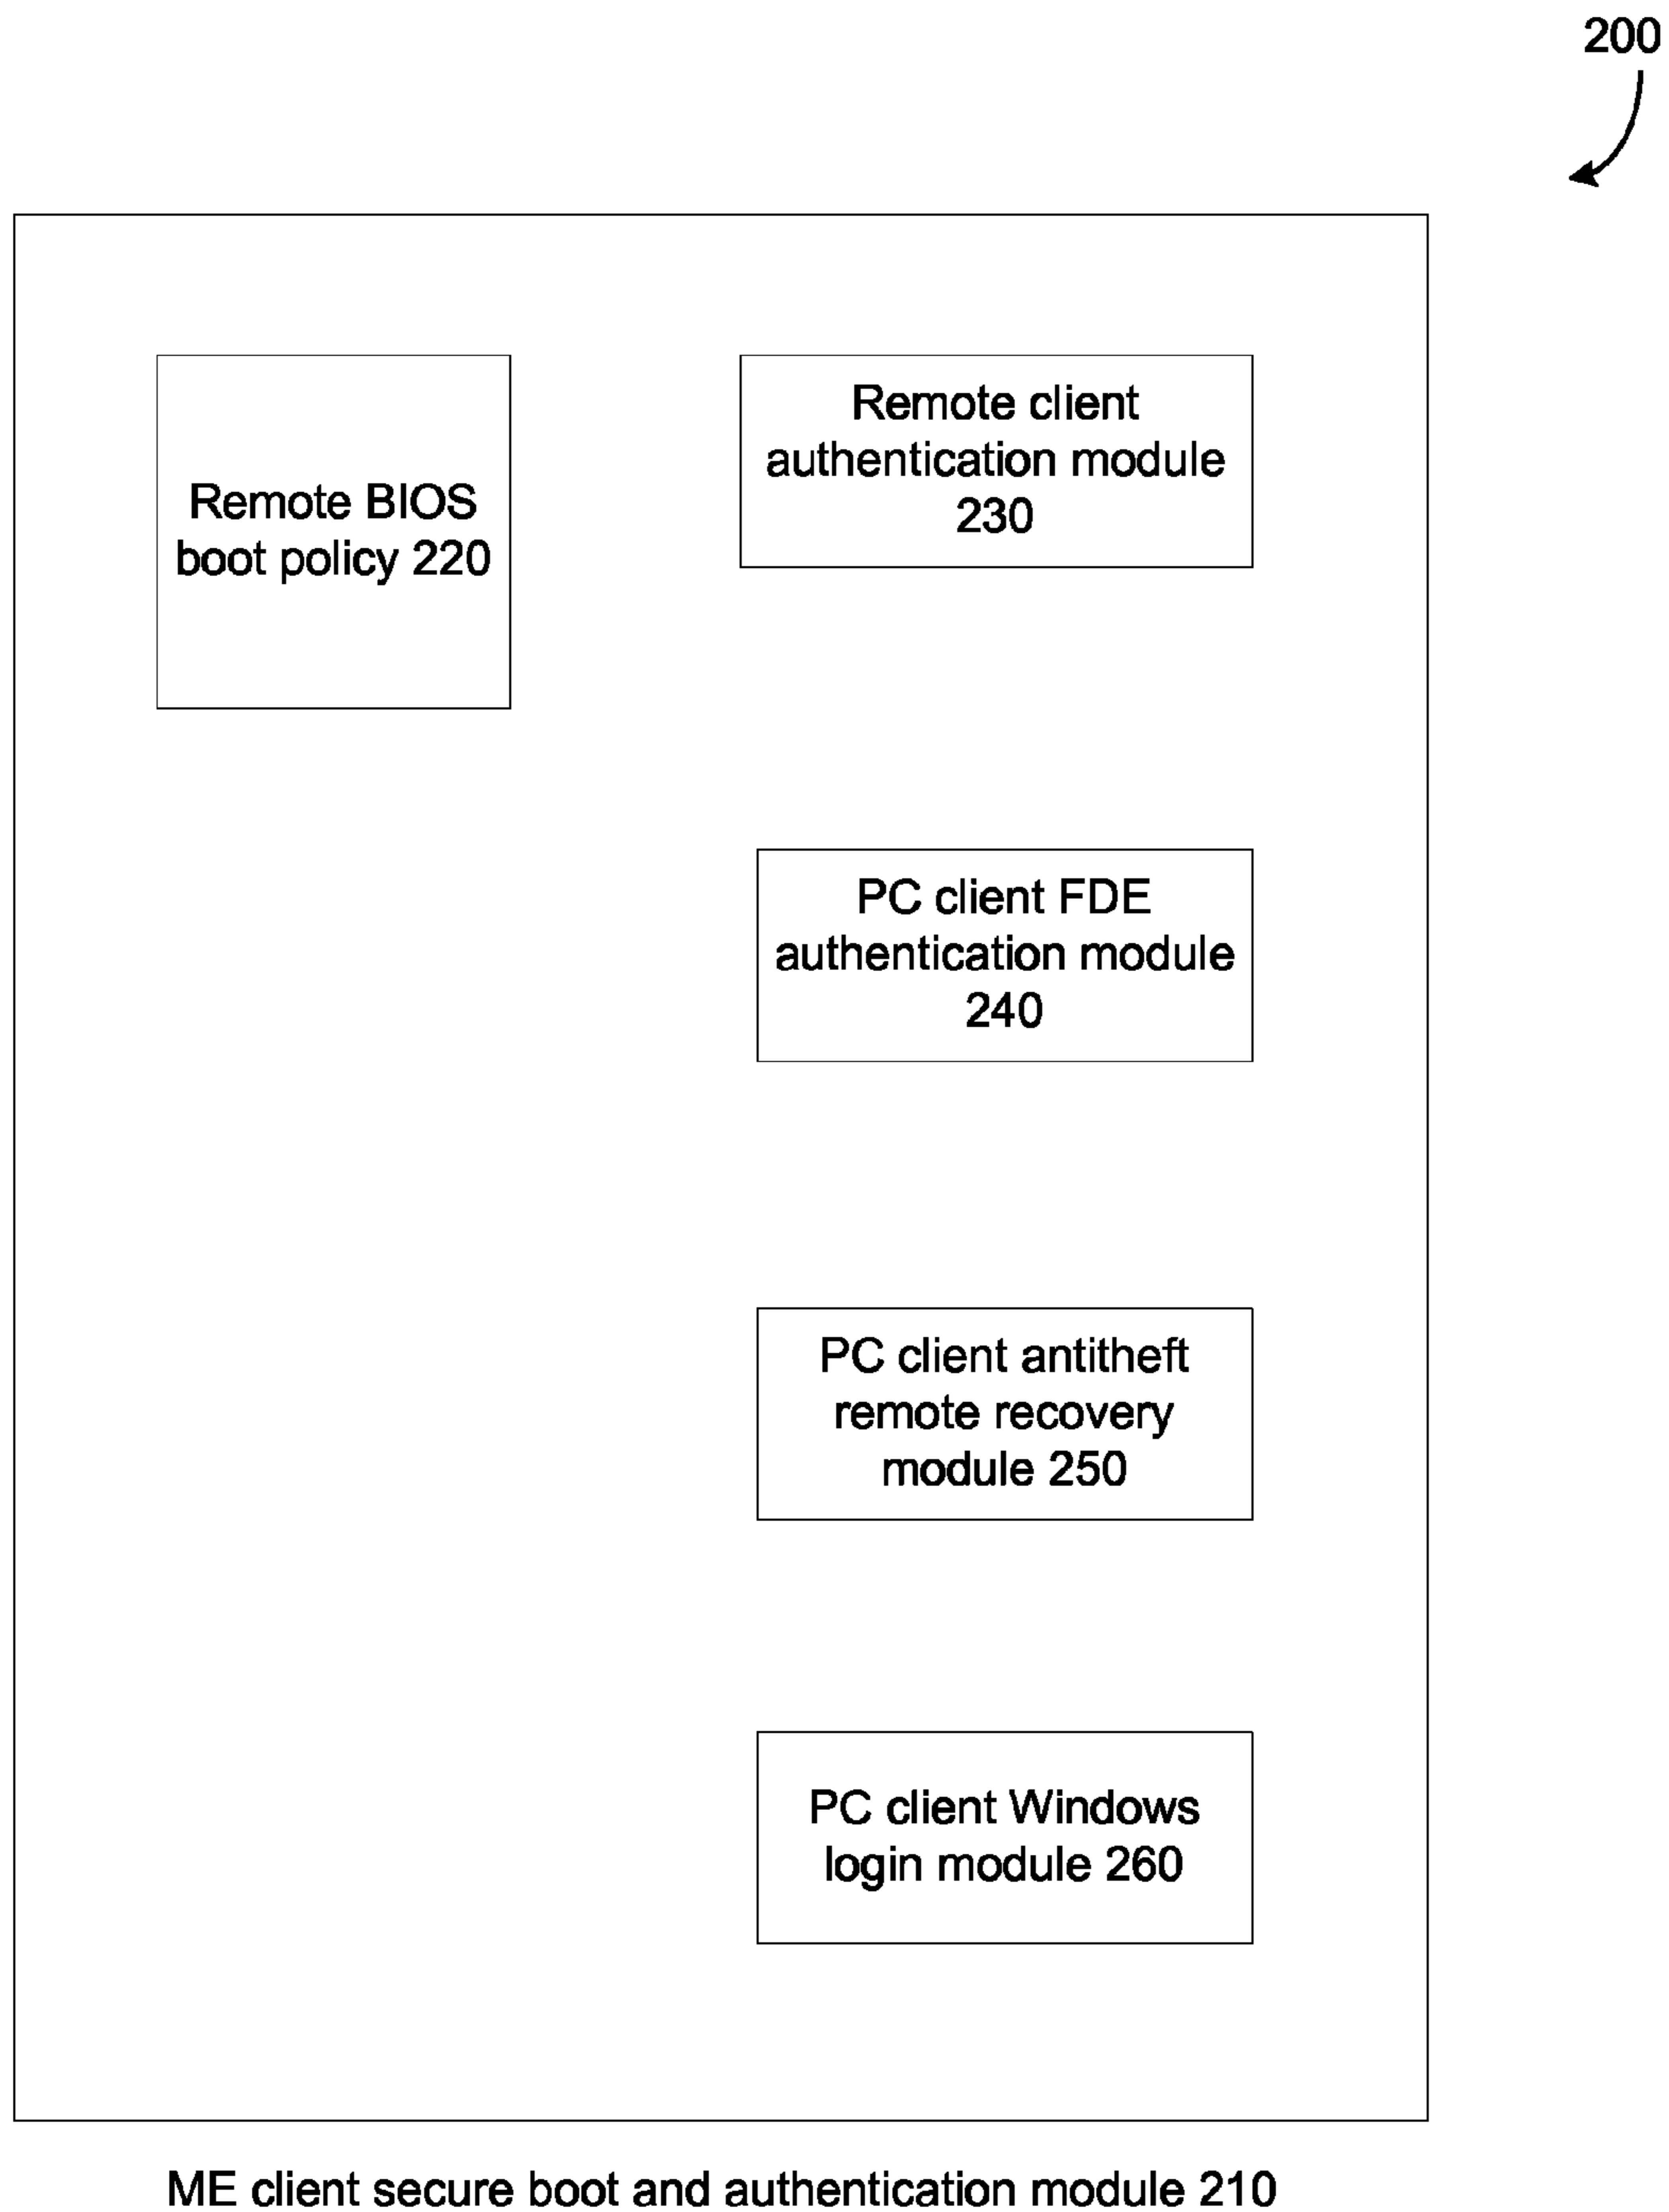 200
Remote BIOS
boot policy 220
Remote client
authentication module
230
PC client FDE
authentication module
240
PC client antitheft
remote recovery
module 250
PC client Windows
login module 260
ME client secure boot and authentication module 210